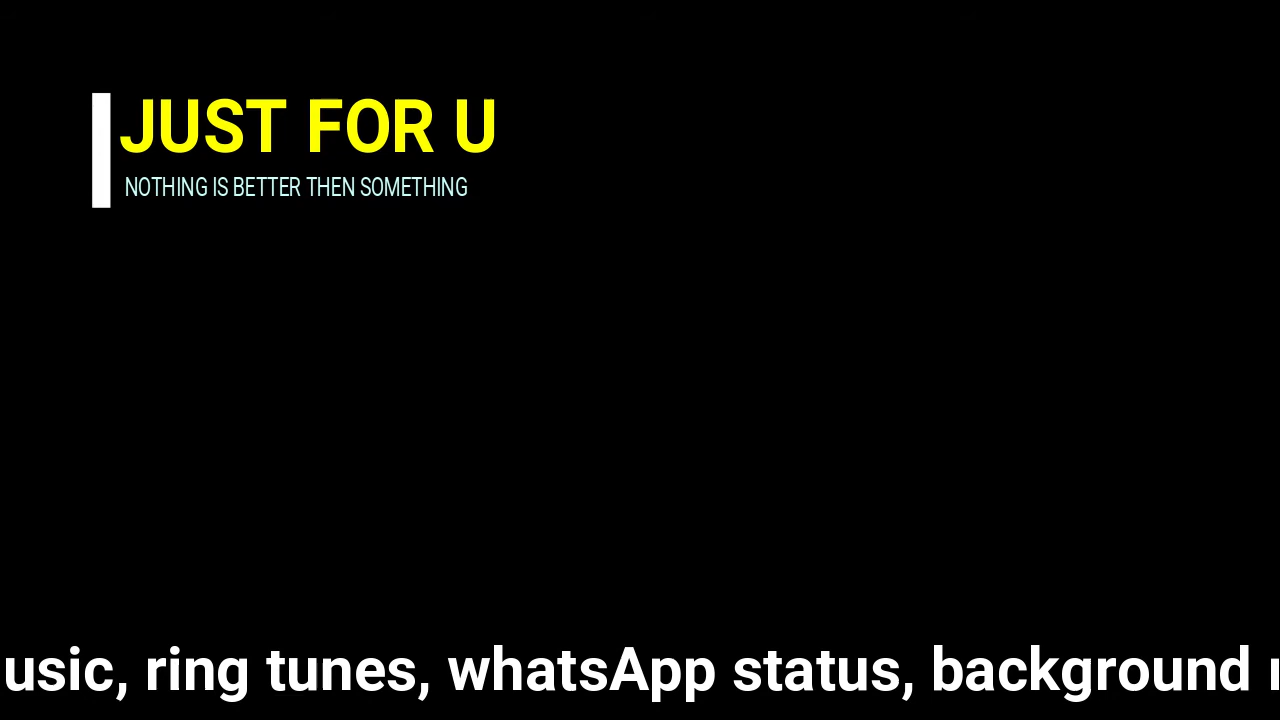 JUST FOR U
NOTHING IS BETTER THEN SOMETHING
usic, ring tunes, whatsApp status, background